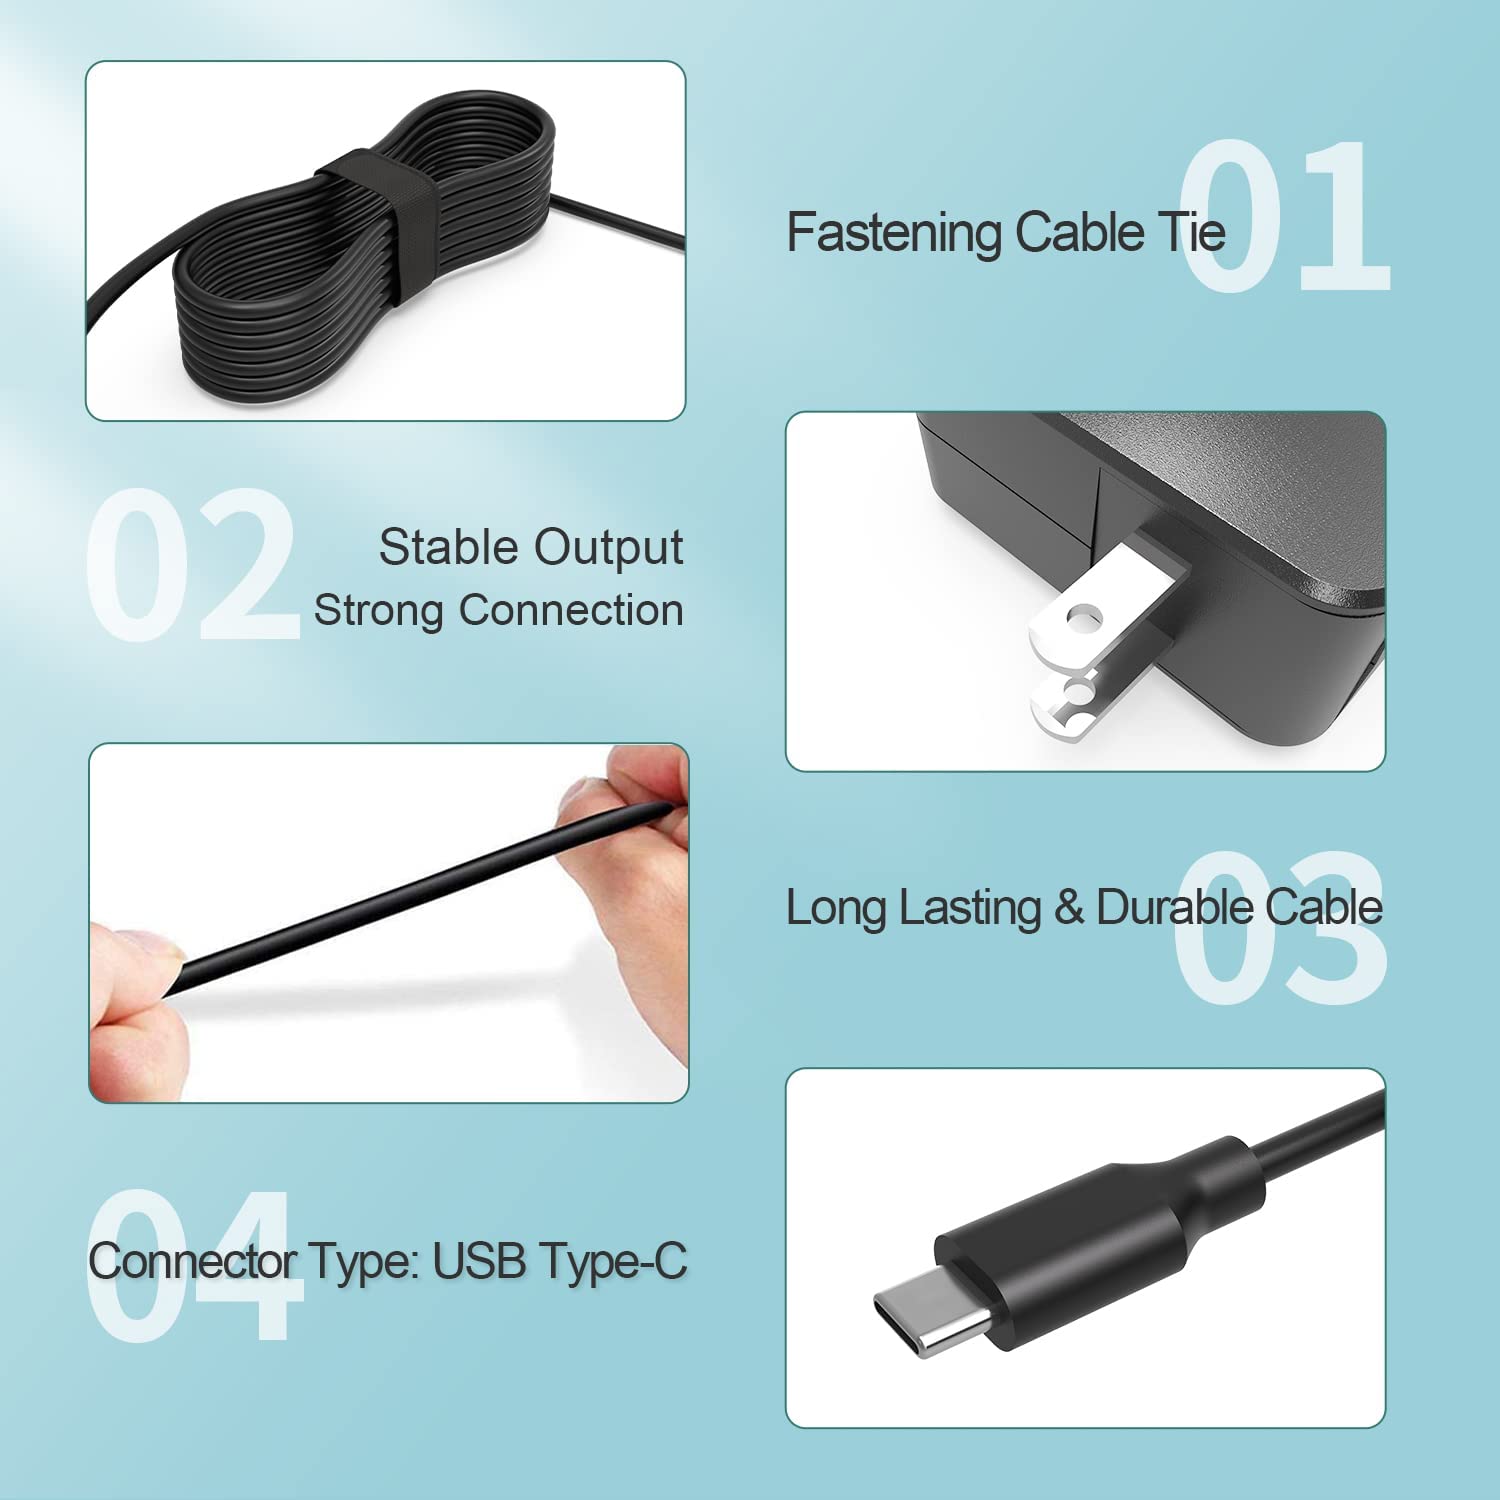 01
Fastening Cable Tie
02
Stable Output
Strong Connection
03
Long Lasting & Durable Cable
04
Connector Type: USB Type-C